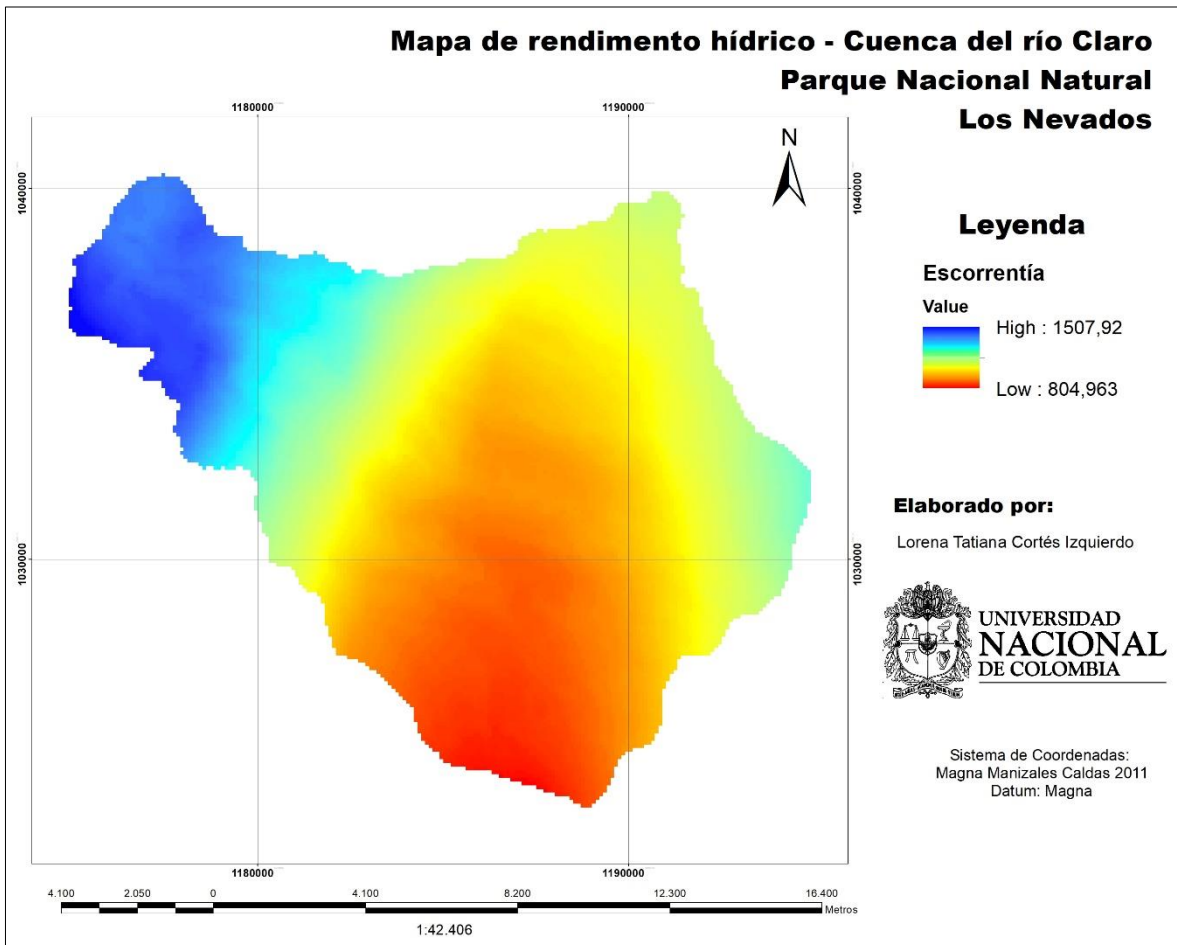 Mapa de rendimento hídrico - Cuenca del río Claro
Parque Nacional Natural
Los Nevados
1180000
1190000
N
1040000
1040000
Leyenda
Escorrentía
Value
High : 1507,92
Low : 804,963
1030000
1030000
Elaborado por:
Lorena Tatiana Cortés Izquierdo
UNIVERSIDAD
NACIONAL
DE COLOMBIA
Sistema de Coordenadas:
Magna Manizales Caldas 2011
Datum: Magna
1180000
1190000
4.100 2.050 0 4.100 8.200 12.300 16.400
Metros
1:42.406